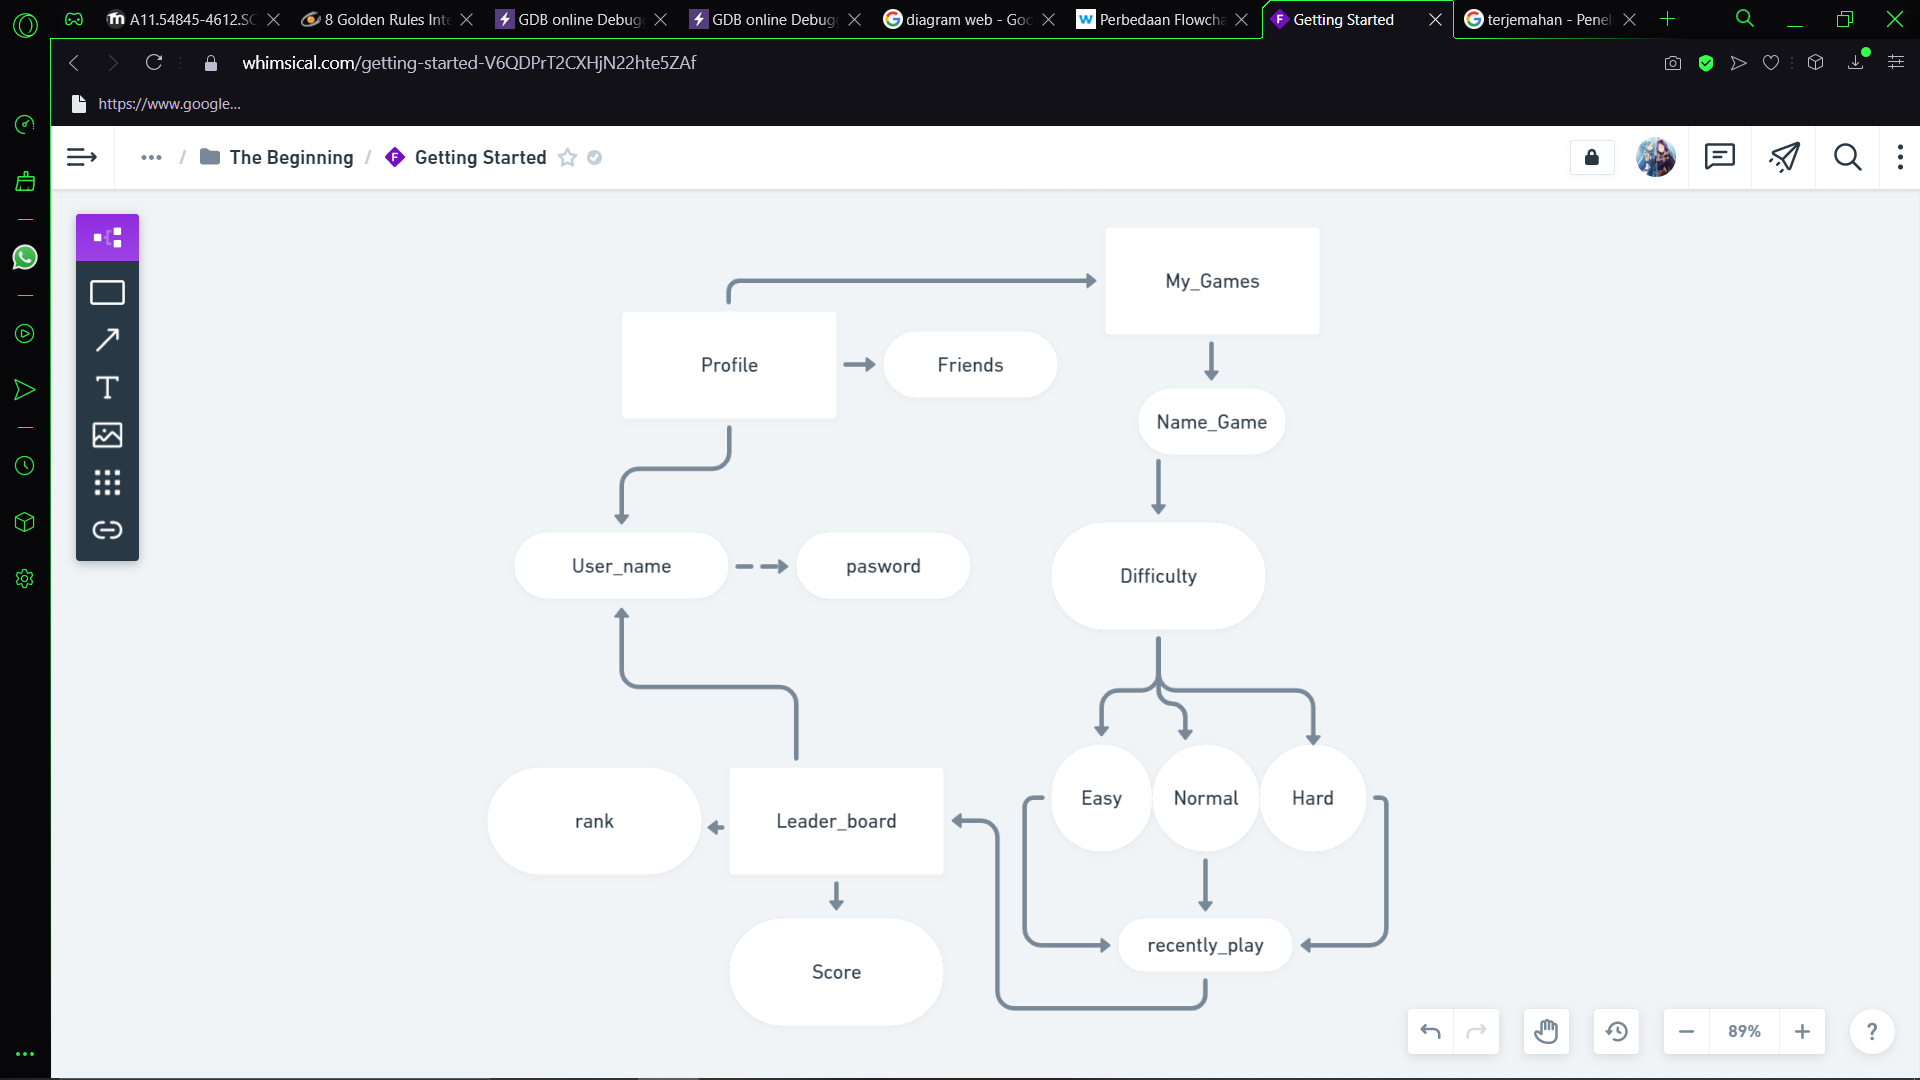 A11.54845-4612.SC
8 Golden Rules Inte
GDB online Debug
GDB online Debug
diagram web - Goo
Perbedaan Flowcha
Getting Started
terjemahan - Penel
whimsical.com/getting-started-V6QDPrT2CXHjN22hte5ZAf
https://www.google...
... / The Beginning / Getting Started
My_Games
Profile
Friends
Name_Game
User_name
pasword
Difficulty
Easy
Normal
Hard
rank
Leader_board
recently_play
Score
89%
?